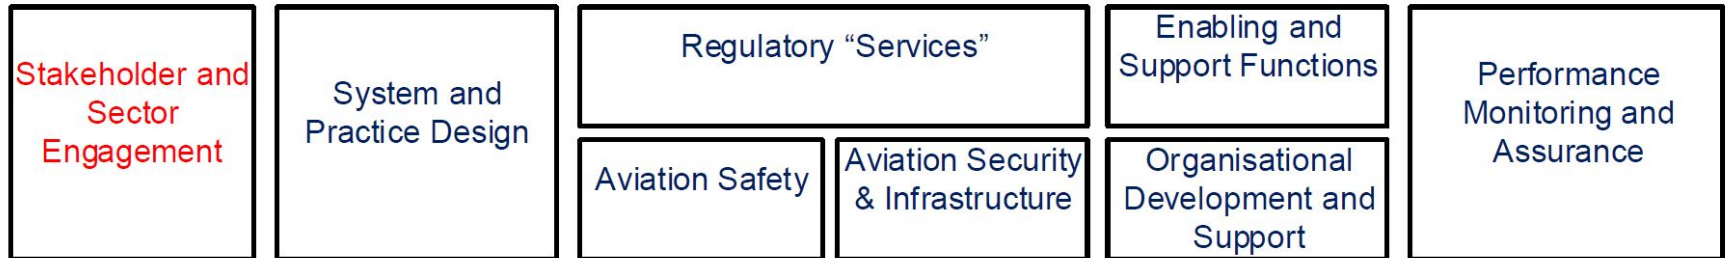 Stakeholder and
Sector
Engagement
System and
Practice Design
Regulatory “Services”
Aviation Safety
Aviation Security
& Infrastructure
Enabling and
Support Functions
Organisational
Development and
Support
Performance
Monitoring and
Assurance